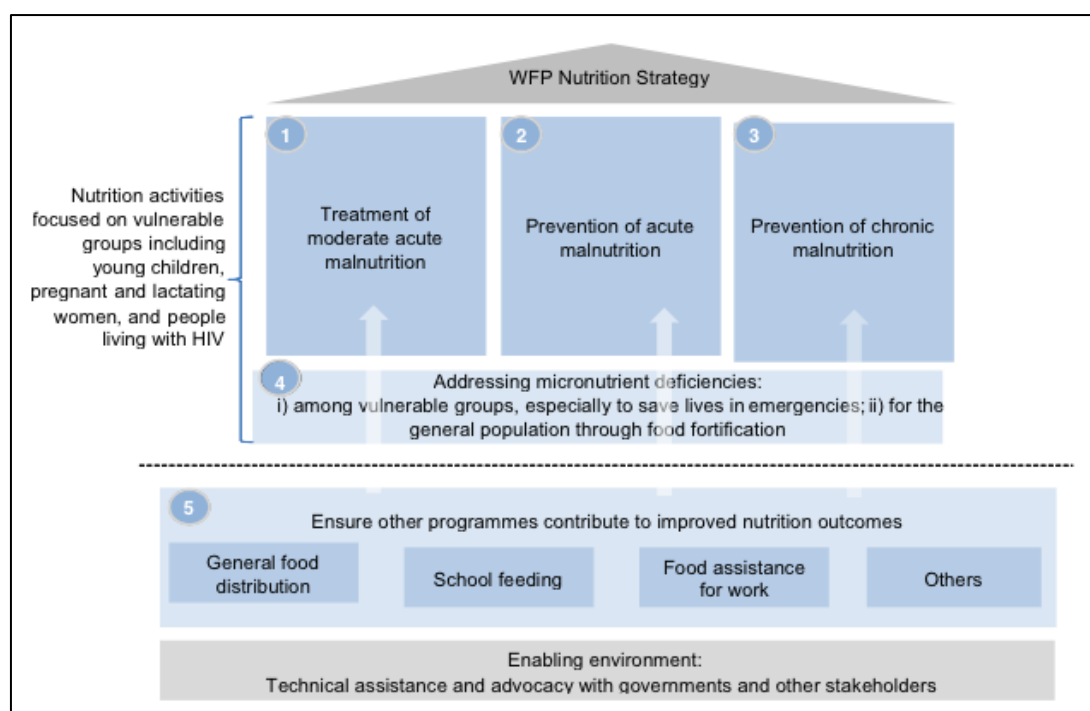 WFP Nutrition Strategy
1
2
3
Nutrition activities
focused on vulnerable
groups including
young children,
pregnant and lactating
women, and people
living with HIV
Treatment of
moderate acute
malnutrition
Prevention of acute
malnutrition
Prevention of chronic
malnutrition
4
Addressing micronutrient deficiencies:
i) among vulnerable groups, especially to save lives in emergencies; ii) for the
general population through food fortification
5
Ensure other programmes contribute to improved nutrition outcomes
General food
distribution
School feeding
Food assistance
for work
Others
Enabling environment:
Technical assistance and advocacy with governments and other stakeholders